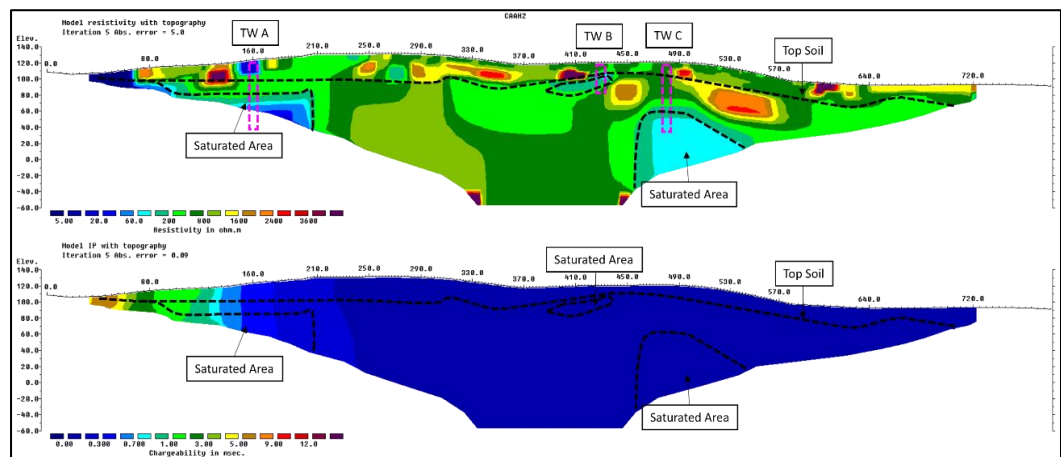 CAAH2
Model resistivity with topography
Iteration 5 Abs. error = 5.0
TW A
TW B
TW C
Elev.
0.0 80.0 160.0 210.0 270.0 330.0 370.0 410.0 450.0 490.0 530.0 570.0 640.0 720.0
140.0
120.0
100.0
80.0
60.0
40.0
20.0
0.0
-20.0
-40.0
-60.0
Top Soil
Saturated Area
Saturated Area
5.00 20.0 60.0 200 800 1600 2400 3600
Resistivity in ohm.m
Model IP with topography
Iteration 5 Abs. error = 0.09
Elev.
0.0 80.0 160.0 210.0 270.0 330.0 370.0 410.0 450.0 490.0 530.0 570.0 640.0 720.0
140.0
120.0
100.0
80.0
60.0
40.0
20.0
0.0
-20.0
-40.0
-60.0
Saturated Area
Top Soil
Saturated Area
Saturated Area
0.00 0.300 0.700 1.00 3.00 5.00 9.00 12.0
Chargeability in msec.